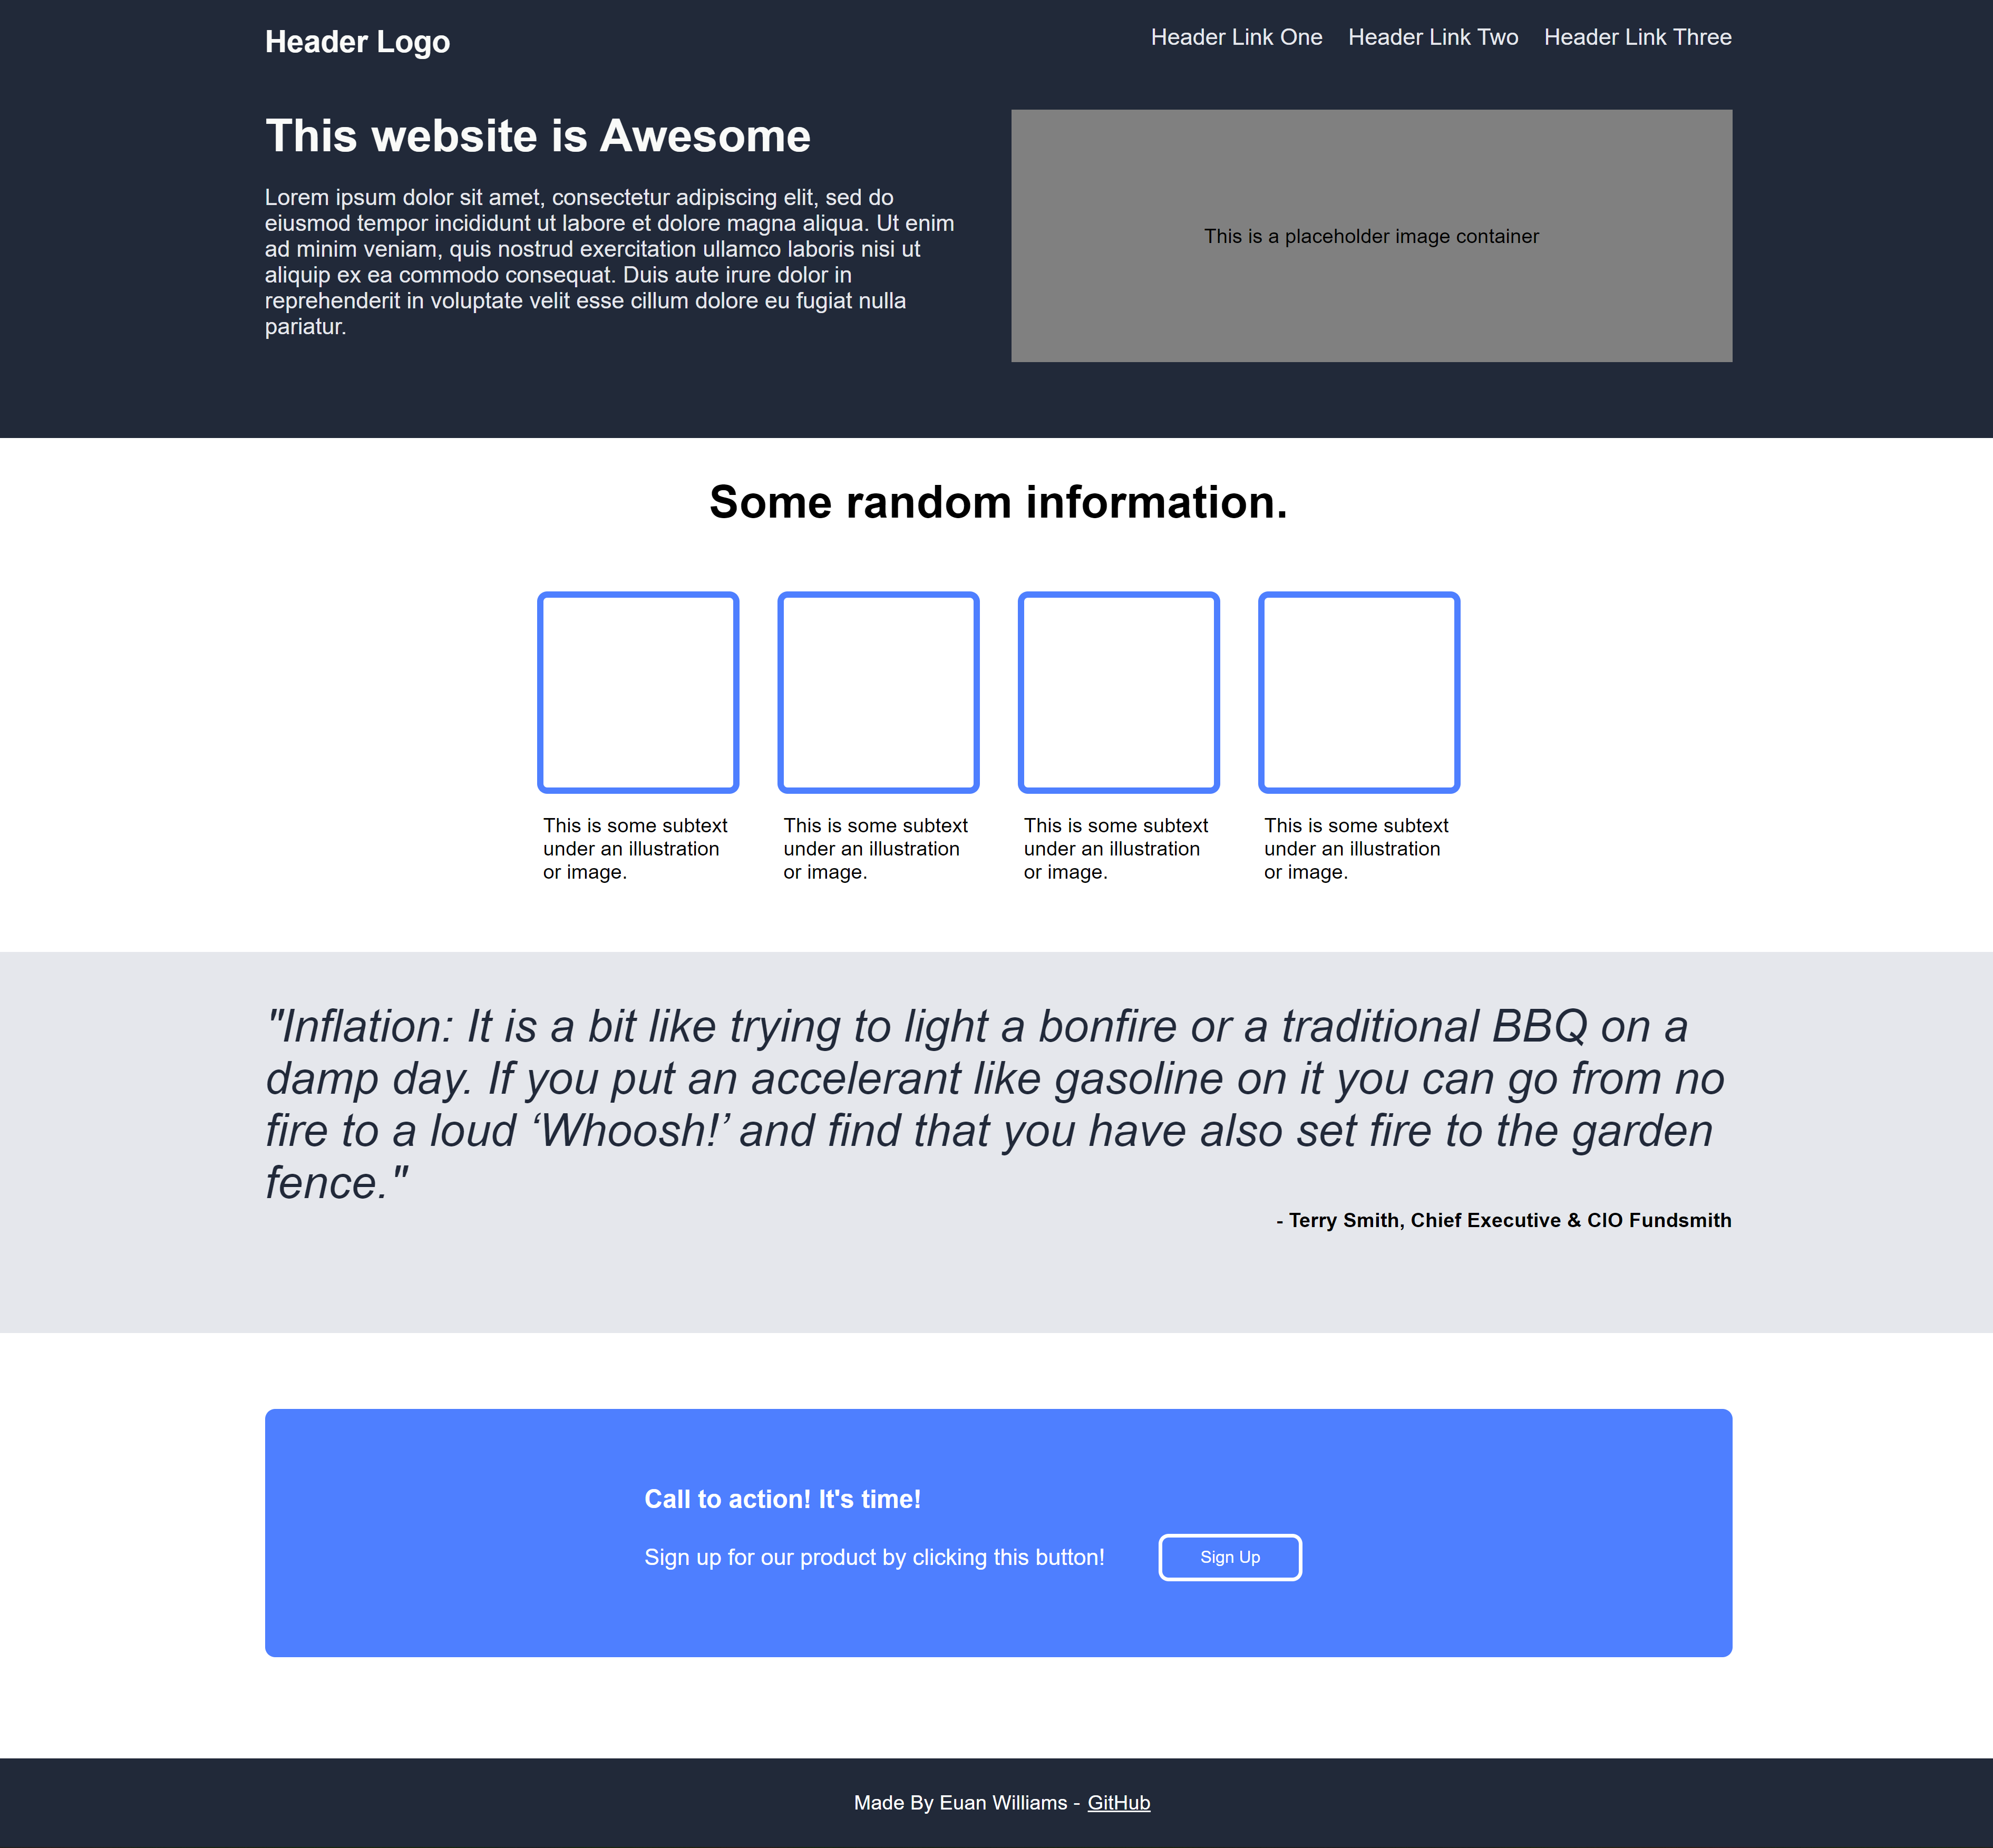 Header Logo
Header Link One
Header Link Two
Header Link Three
This website is Awesome
Lorem ipsum dolor sit amet, consectetur adipiscing elit, sed do
eiusmod tempor incididunt ut labore et dolore magna aliqua. Ut enim
ad minim veniam, quis nostrud exercitation ullamco laboris nisi ut
aliquip ex ea commodo consequat. Duis aute irure dolor in
reprehenderit in voluptate velit esse cillum dolore eu fugiat nulla
pariatur.
This is a placeholder image container
Some random information.
This is some subtext
under an illustration
or image.
This is some subtext
under an illustration
or image.
This is some subtext
under an illustration
or image.
This is some subtext
under an illustration
or image.
"Inflation: It is a bit like trying to light a bonfire or a traditional BBQ on a
damp day. If you put an accelerant like gasoline on it you can go from no
fire to a loud ‘Whoosh!’ and find that you have also set fire to the garden
fence."
- Terry Smith, Chief Executive & CIO Fundsmith
Call to action! It's time!
Sign up for our product by clicking this button!
Sign Up
Made By Euan Williams - GitHub